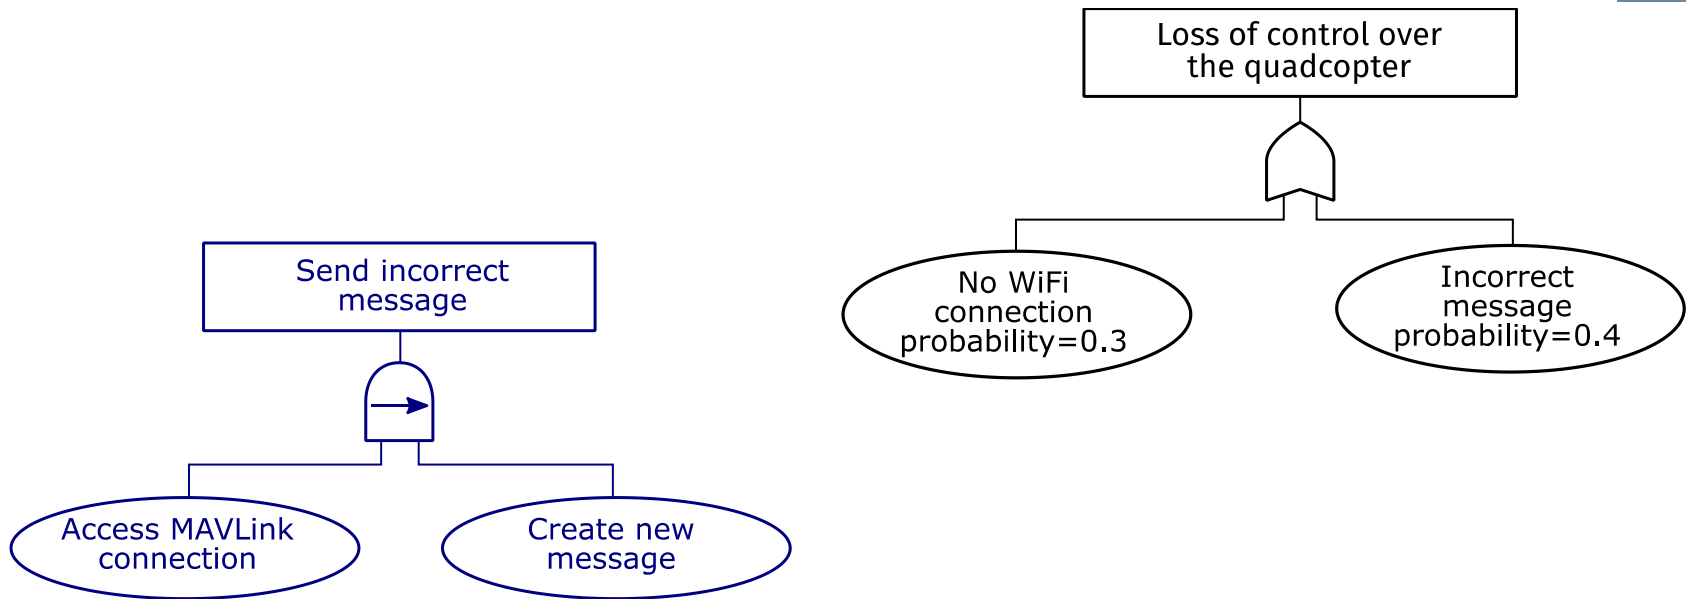 Loss of control over
the quadcopter
Send incorrect
message
No WiFi
connection
probability=0.3
Incorrect
message
probability=0.4
Access MAVLink
connection
Create new
message